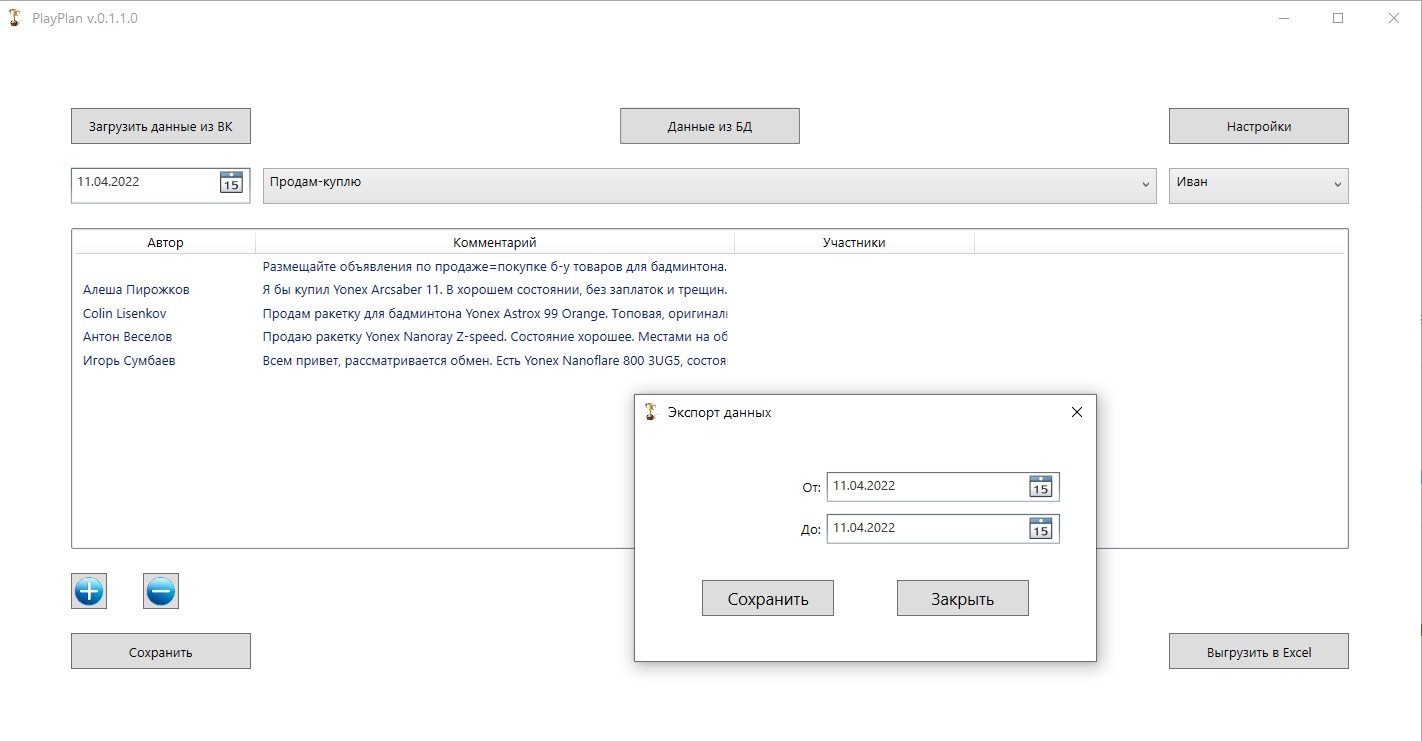 PlayPlan v.0.1.1.0
Загрузить данные из ВК
Данные из БД
Настройки
11.04.2022
15
Продам-куплю
Иван
Автор
Комментарий
Участники
Размещайте объявления по продаже=покупке б-у товаров для бадминтона.
Алеша Пирожков
Я бы купил Yonex Arcsaber 11. В хорошем состоянии, без заплаток и трещин.
Colin Lisenkov
Продам ракетку для бадминтона Yonex Astrox 99 Orange. Топовая, оригинал
Антон Веселов
Продаю ракетку Yonex Nanoray Z-speed. Состояние хорошее. Местами на об
Игорь Сумбаев
Всем привет, рассматривается обмен. Есть Yonex Nanoflare 800 3UG5, состоя
Экспорт данных
От:
11.04.2022
15
До:
11.04.2022
15
Сохранить
Закрыть
Сохранить
Выгрузить в Excel